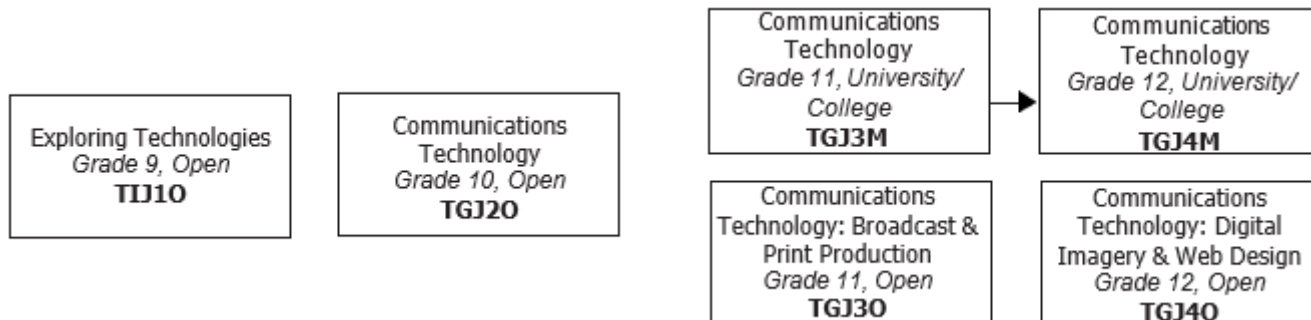 Exploring Technologies
Grade 9, Open
TIJ1O
Communications
Technology
Grade 10, Open
TGJ2O
Communications
Technology
Grade 11, University/
College
TGJ3M
Communications
Technology
Grade 12, University/
College
TGJ4M
Communications
Technology: Broadcast &
Print Production
Grade 11, Open
TGJ3O
Communications
Technology: Digital
Imagery & Web Design
Grade 12, Open
TGJ4O